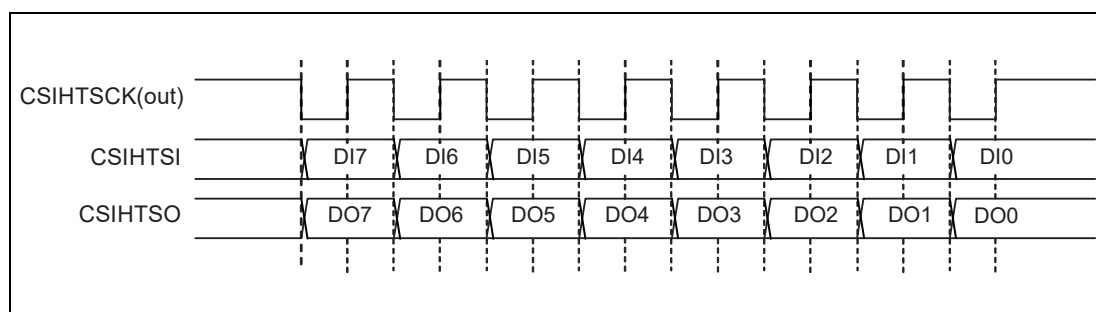 CSIHTSCK(out)
CSIHTSI DI7 DI6 DI5 DI4 DI3 DI2 DI1 DI0
CSIHTSO DO7 DO6 DO5 DO4 DO3 DO2 DO1 DO0